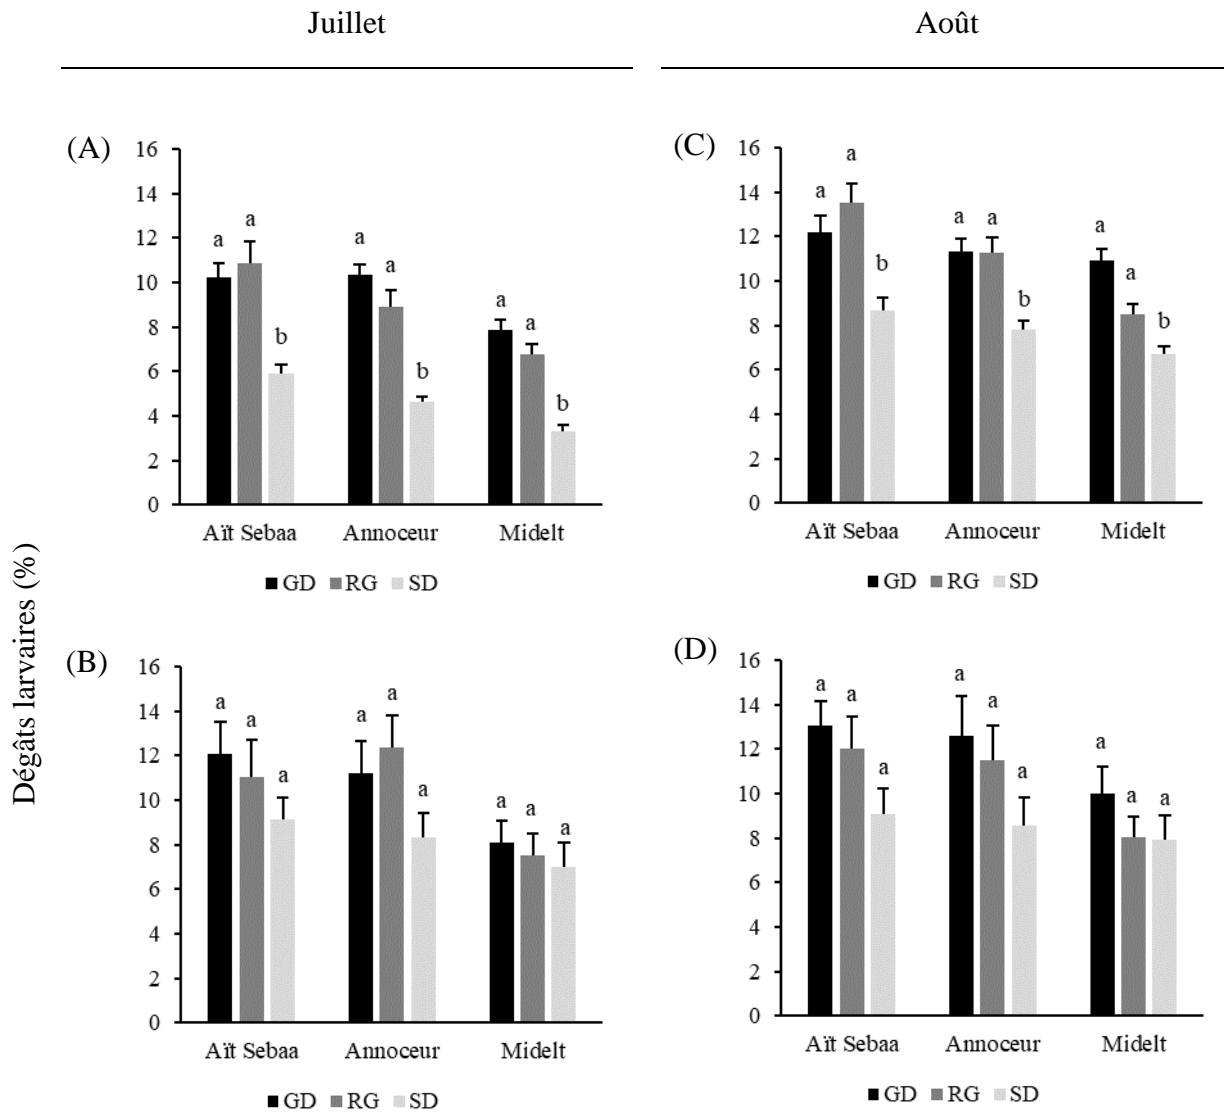 Juillet
Août
Dégâts larvaires (%)
(A)
16
14
12
10
8
6
4
2
0
a a b a a b a a b
Aït Sebaa Annoceur Midelt
GD RG SD
(C)
16
14
12
10
8
6
4
2
0
a a b a a b a a b
Aït Sebaa Annoceur Midelt
GD RG SD
(B)
16
14
12
10
8
6
4
2
0
a a a a a a a a a
Aït Sebaa Annoceur Midelt
GD RG SD
(D)
16
14
12
10
8
6
4
2
0
a a a a a a a a a
Aït Sebaa Annoceur Midelt
GD RG SD